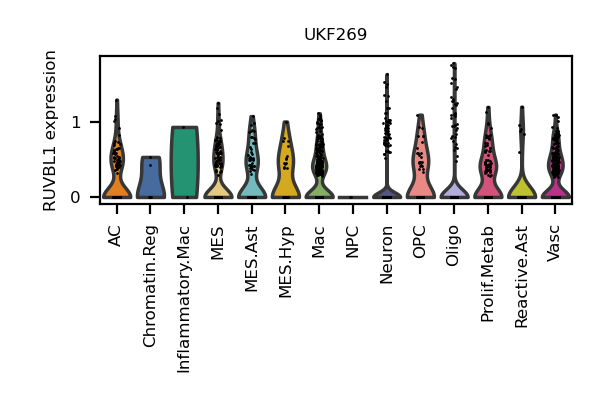 UKF269
RUVBL1 expression
1
0
AC
Chromatin.Reg
Inflammatory.Mac
MES
MES.Ast
MES.Hyp
Mac
NPC
Neuron
OPC
Oligo
Prolif.Metab
Reactive.Ast
Vasc